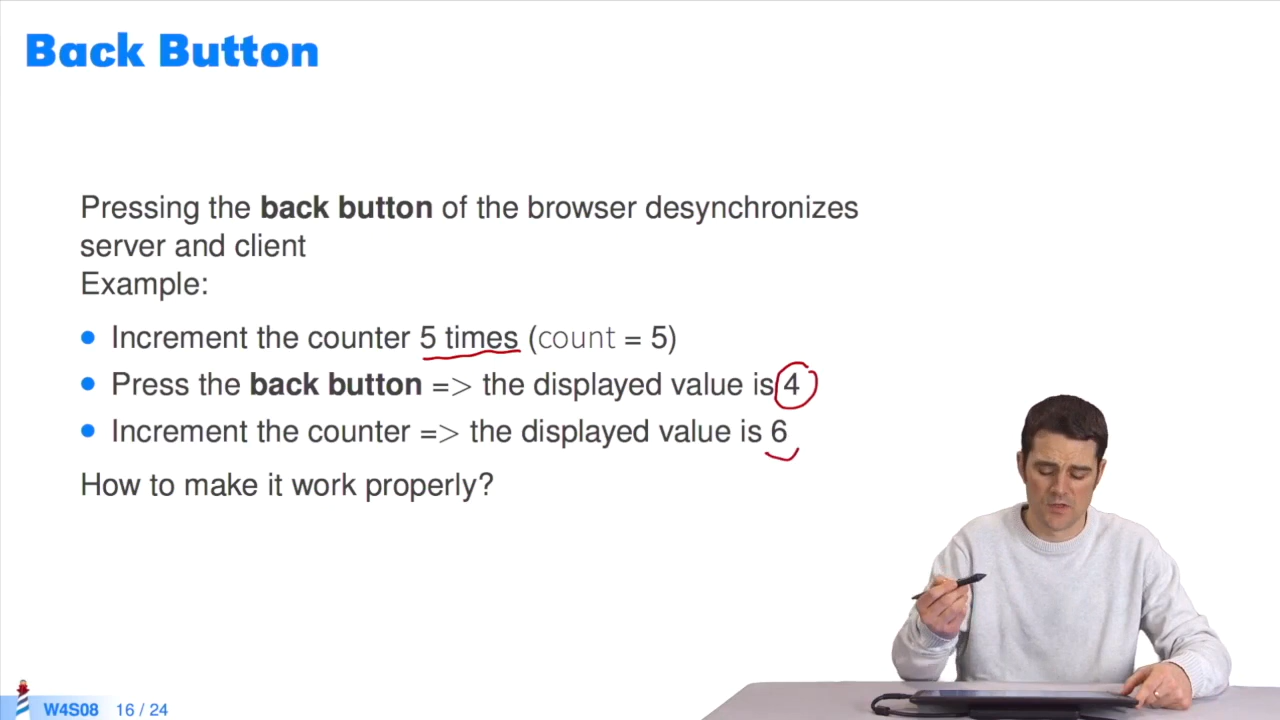 Back Button
Pressing the back button of the browser desynchronizes
server and client
Example:
Increment the counter 5 times (count = 5)
Press the back button => the displayed value is 4
Increment the counter => the displayed value is 6
How to make it work properly?
W4S08 16 / 24